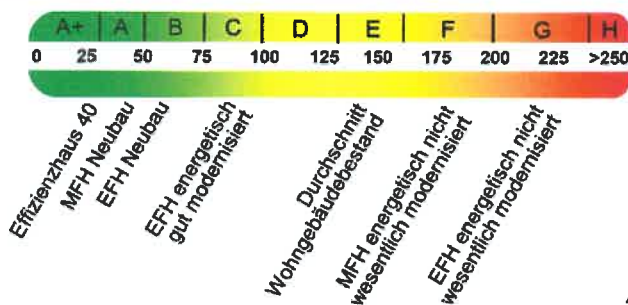 A+ A B C D E F G H
0 25 50 75 100 125 150 175 200 225 >250
Effizienzhaus 40
MFH Neubau
EFH Neubau
EFH energetisch
gut modernisiert
Durchschnitt
Wohngebäudebestand
MFH energetisch nicht
wesentlich modernisiert
EFH energetisch nicht
wesentlich modernisiert